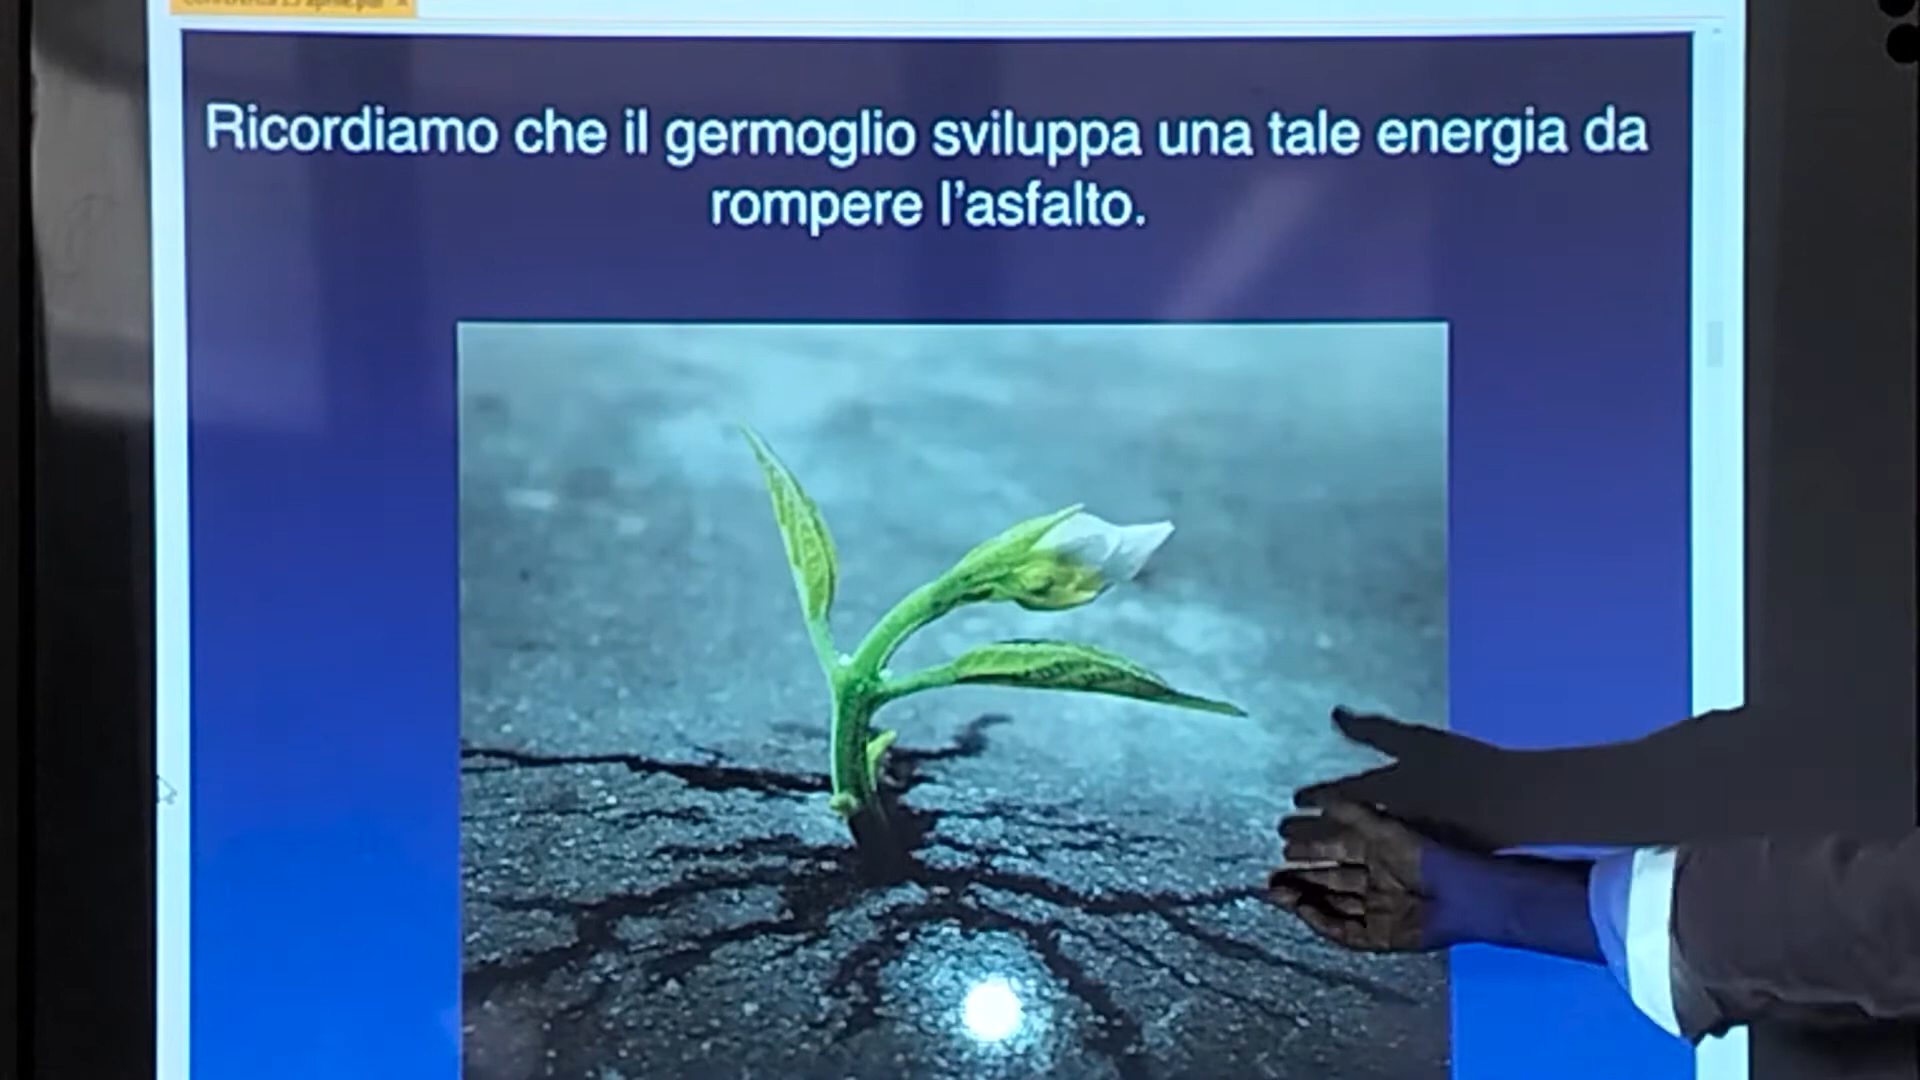 Ricordiamo che il germoglio sviluppa una tale energia da
rompere l’asfalto.